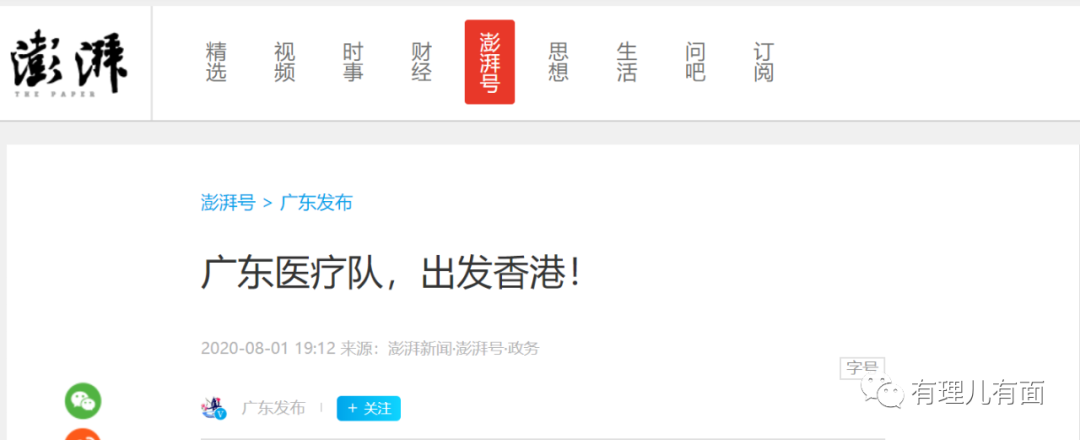 澎湃
THE PAPER
精选 视频 时事 财经 澎湃号 思想 生活 问吧 订阅
澎湃号 > 广东发布
广东医疗队，出发香港！
2020-08-01 19:12 来源：澎湃新闻·澎湃号·政务
字号
广东发布 | + 关注
有理儿有面